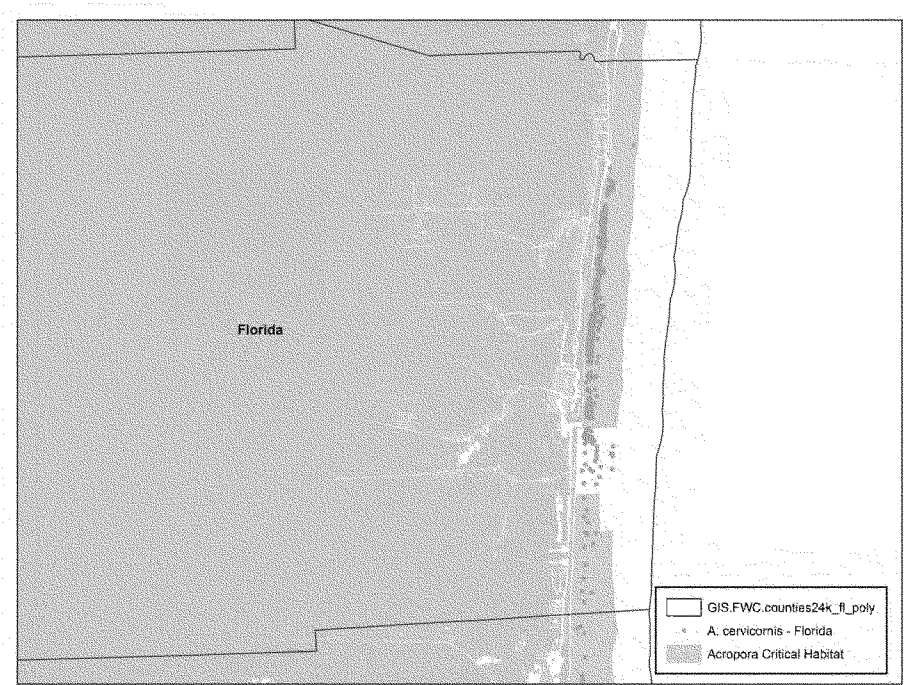 Florida
GIS.FWC.counties24k_fl_poly
A. cervicornis - Florida
Acropora Critical Habitat